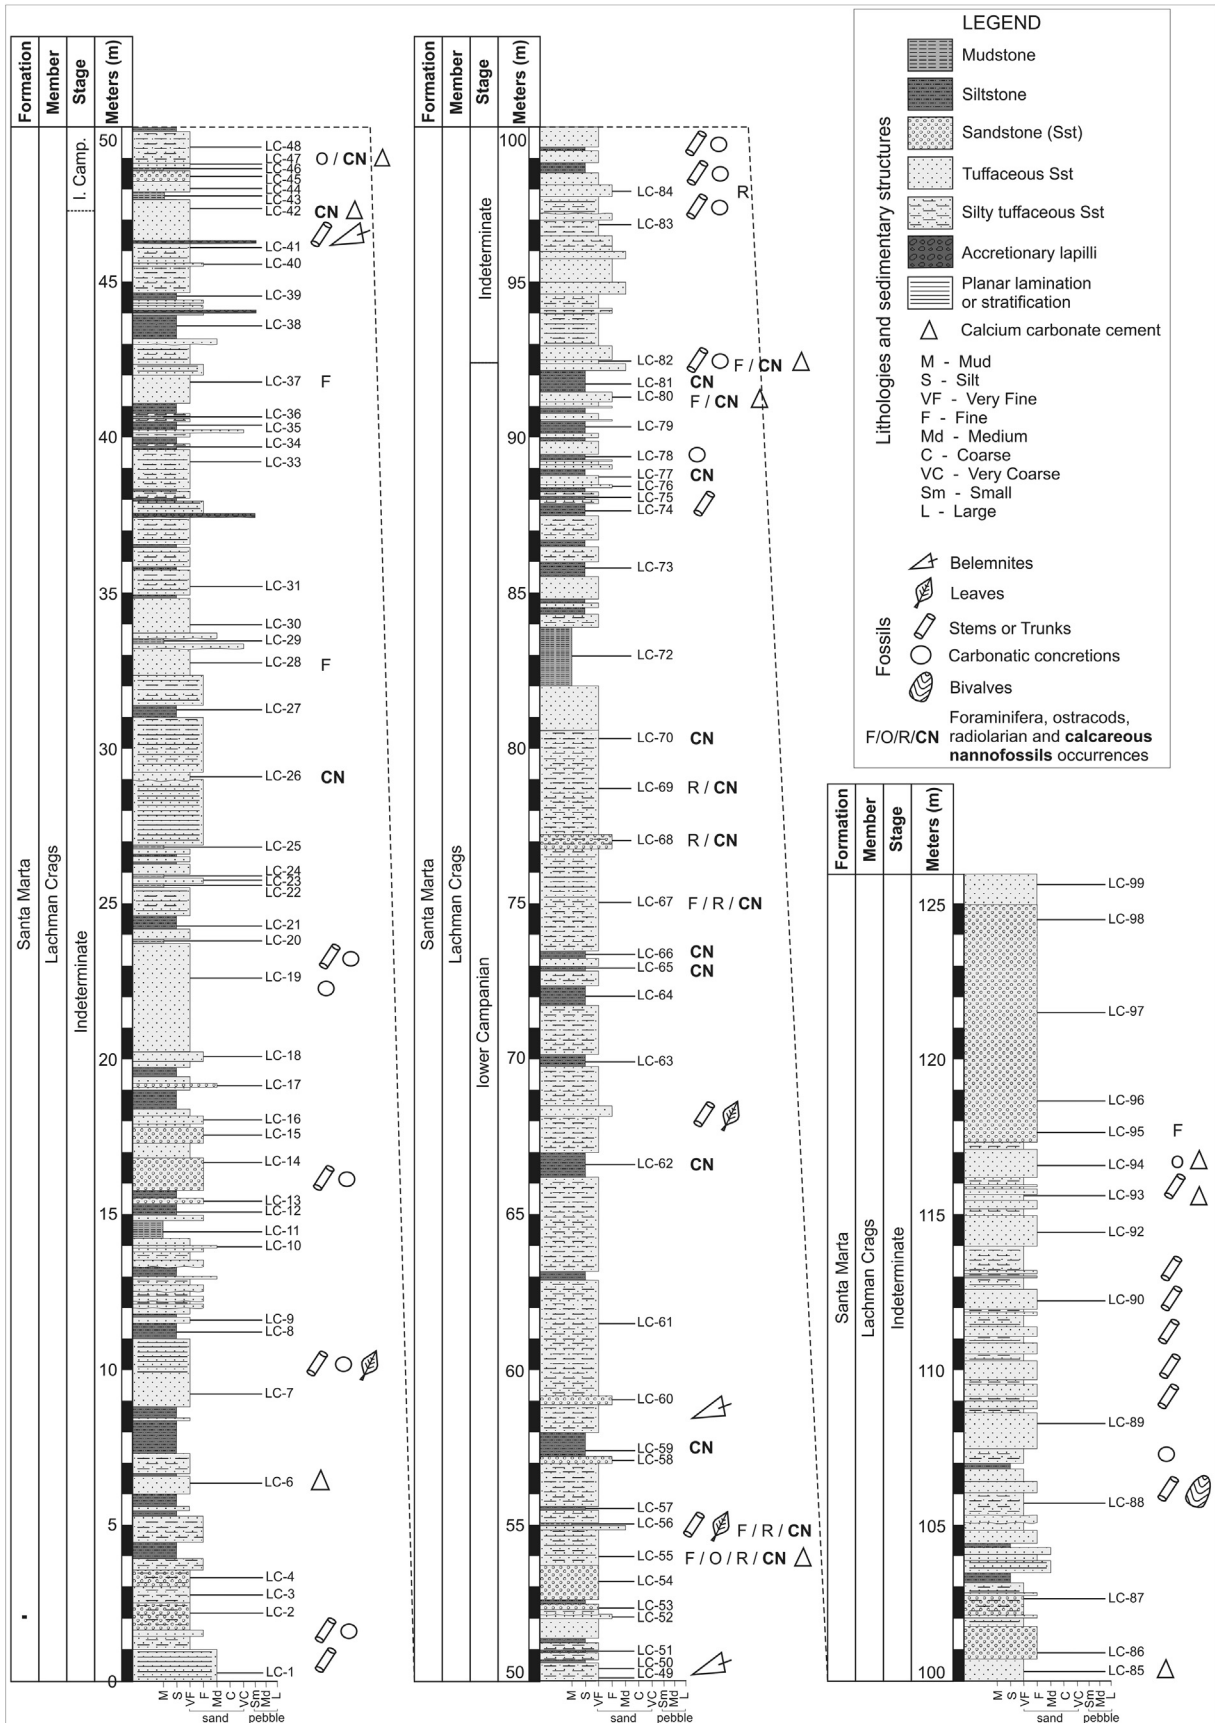 Formation
Member
Stage
Meters (m)
Santa Marta
Lachman Crags
Indeterminate
l. Camp.
50
45
40
35
30
25
20
15
10
5
0
LC-48
LC-47
O / CN
LC-46
LC-45
LC-44
LC-43
LC-42
CN
LC-41
LC-40
LC-39
LC-38
LC-37 F
LC-36
LC-35
LC-34
LC-33
LC-31
LC-30
LC-29
LC-28 F
LC-27
LC-26 CN
LC-25
LC-24
LC-23
LC-22
LC-21
LC-20
LC-19
LC-18
LC-17
LC-16
LC-15
LC-14
LC-13
LC-12
LC-11
LC-10
LC-9
LC-8
LC-7
LC-6
LC-4
LC-3
LC-2
LC-1
M S VF F Md C VC Sm Md L
sand pebble
Formation
Member
Stage
Meters (m)
Santa Marta
Lachman Crags
Indeterminate
lower Campanian
100
95
90
85
80
75
70
65
60
55
50
LC-84 R
LC-83
LC-82 F / CN
LC-81 CN
LC-80 F / CN
LC-79
LC-78
LC-77 CN
LC-76
LC-75
LC-74
LC-73
LC-72
LC-70 CN
LC-69 R / CN
LC-68 R / CN
LC-67 F / R / CN
LC-66 CN
LC-65 CN
LC-64
LC-63
LC-62 CN
LC-61
LC-60
LC-59 CN
LC-58
LC-57
LC-56 F / R / CN
LC-55 F / O / R / CN
LC-54
LC-53
LC-52
LC-51
LC-50
LC-49
M S VF F Md C VC Sm Md L
sand pebble
LEGEND
Lithologies and sedimentary structures
Mudstone
Siltstone
Sandstone (Sst)
Tuffaceous Sst
Silty tuffaceous Sst
Accretionary lapilli
Planar lamination
or stratification
Calcium carbonate cement
M - Mud
S - Silt
VF - Very Fine
F - Fine
Md - Medium
C - Coarse
VC - Very Coarse
Sm - Small
L - Large
Fossils
Belemnites
Leaves
Stems or Trunks
Carbonatic concretions
Bivalves
Foraminifera, ostracods,
F/O/R/CN radiolarian and calcareous
nannofossils occurrences
Formation
Member
Stage
Meters (m)
Santa Marta
Lachman Crags
Indeterminate
125
120
115
110
105
100
LC-99
LC-98
LC-97
LC-96
LC-95 F
LC-94
LC-93
LC-92
LC-90
LC-89
LC-88
LC-87
LC-86
LC-85
M S VF F Md C VC Sm Md L
sand pebble